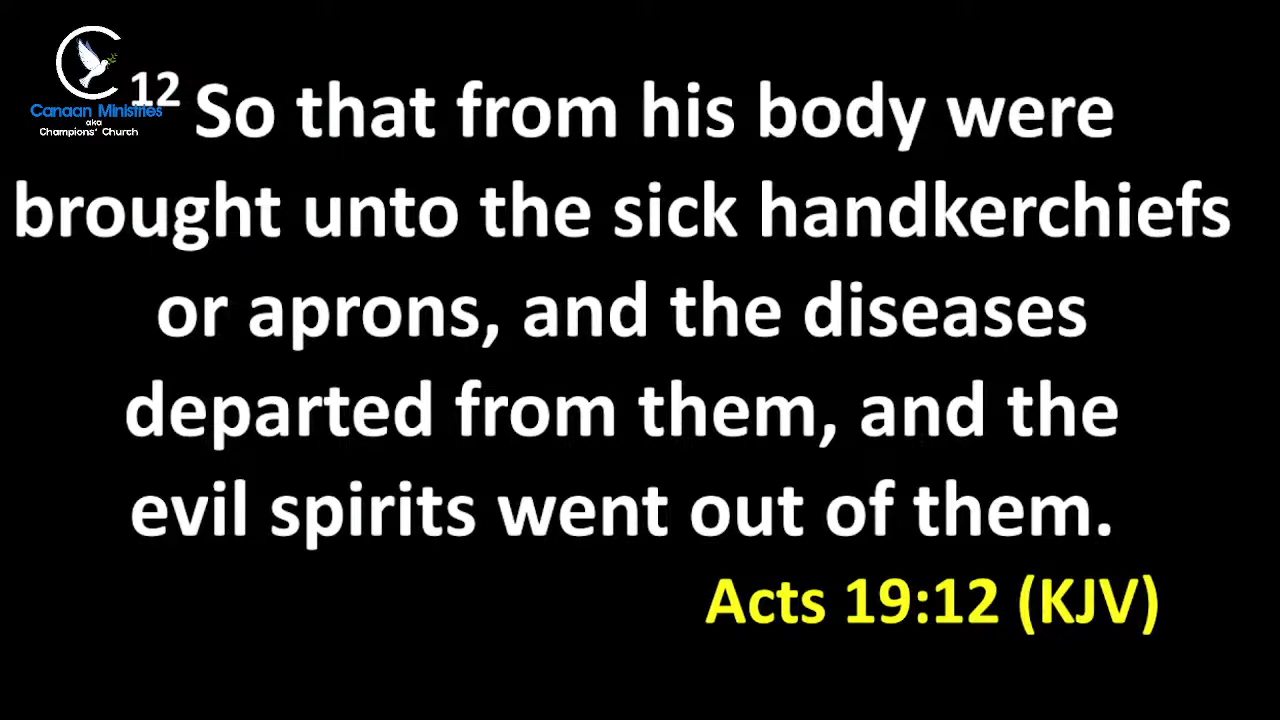 Canaan Ministries
aka
Champions' Church
12 So that from his body were
brought unto the sick handkerchiefs
or aprons, and the diseases
departed from them, and the
evil spirits went out of them.
Acts 19:12 (KJV)